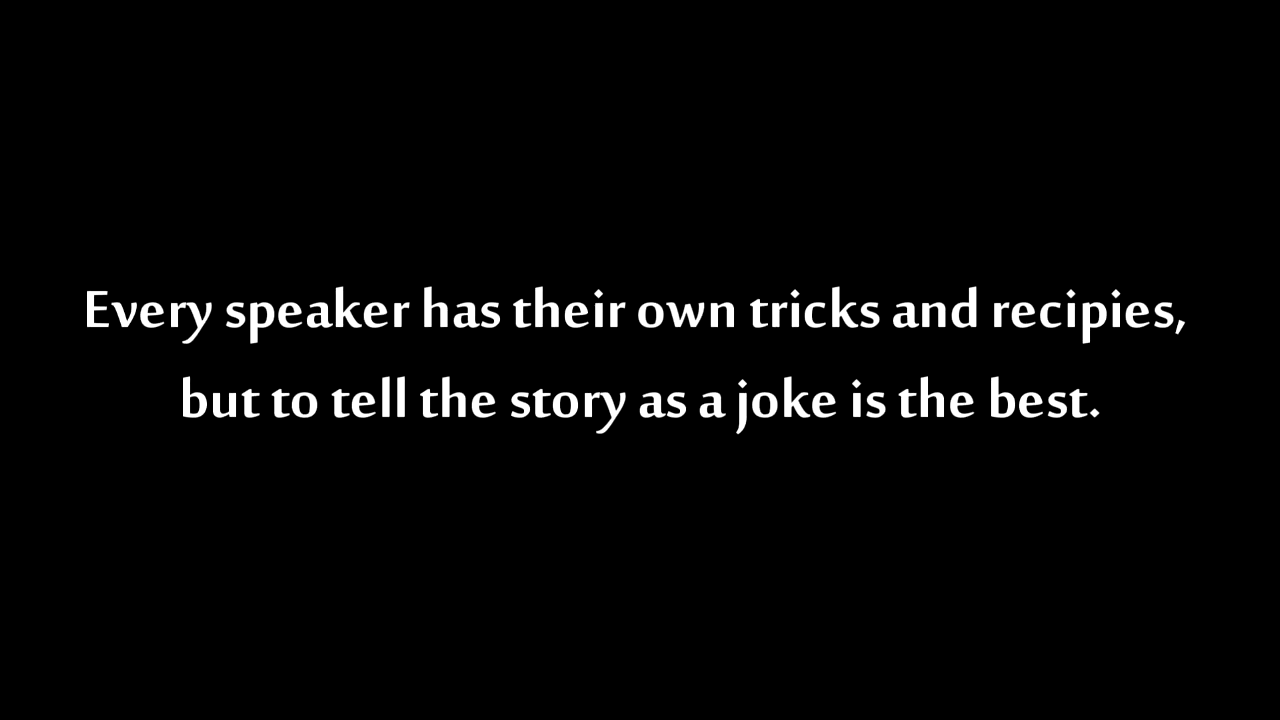 Every speaker has their own tricks and recipies,
but to tell the story as a joke is the best.